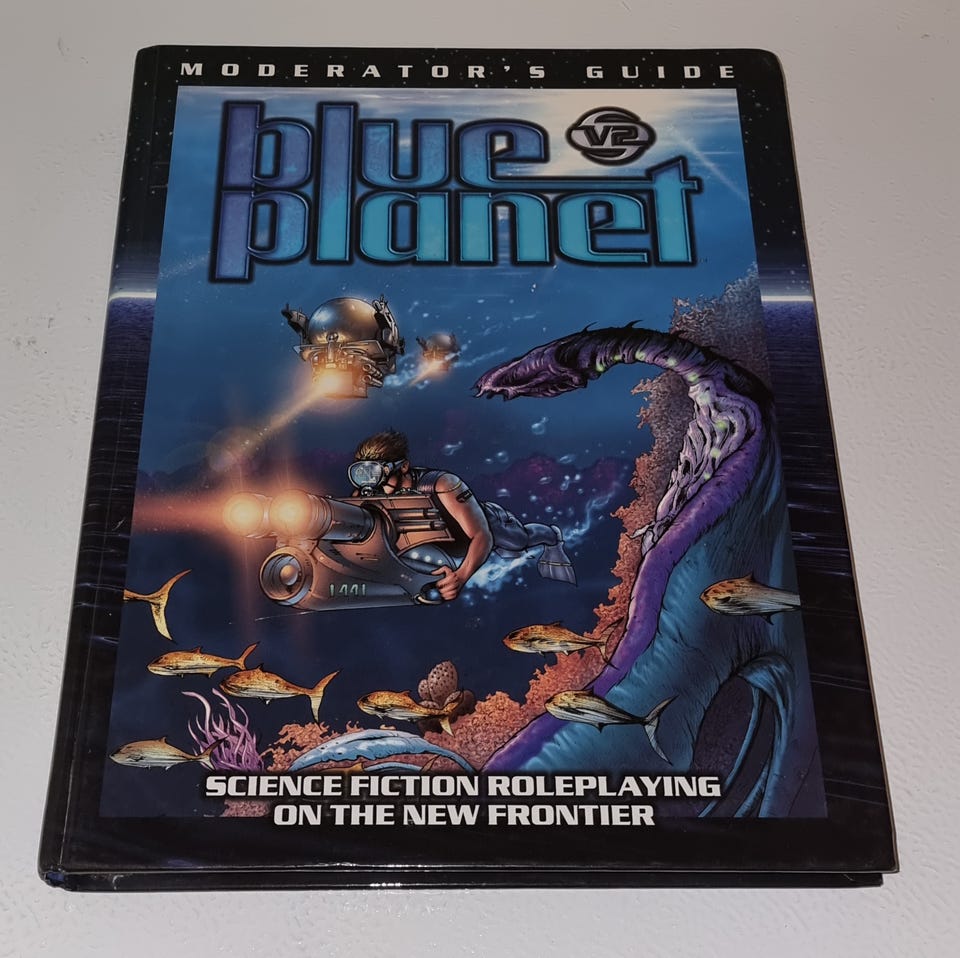 MODERATOR'S GUIDE
blue
V2
planet
1441
SCIENCE FICTION ROLEPLAYING
ON THE NEW FRONTIER